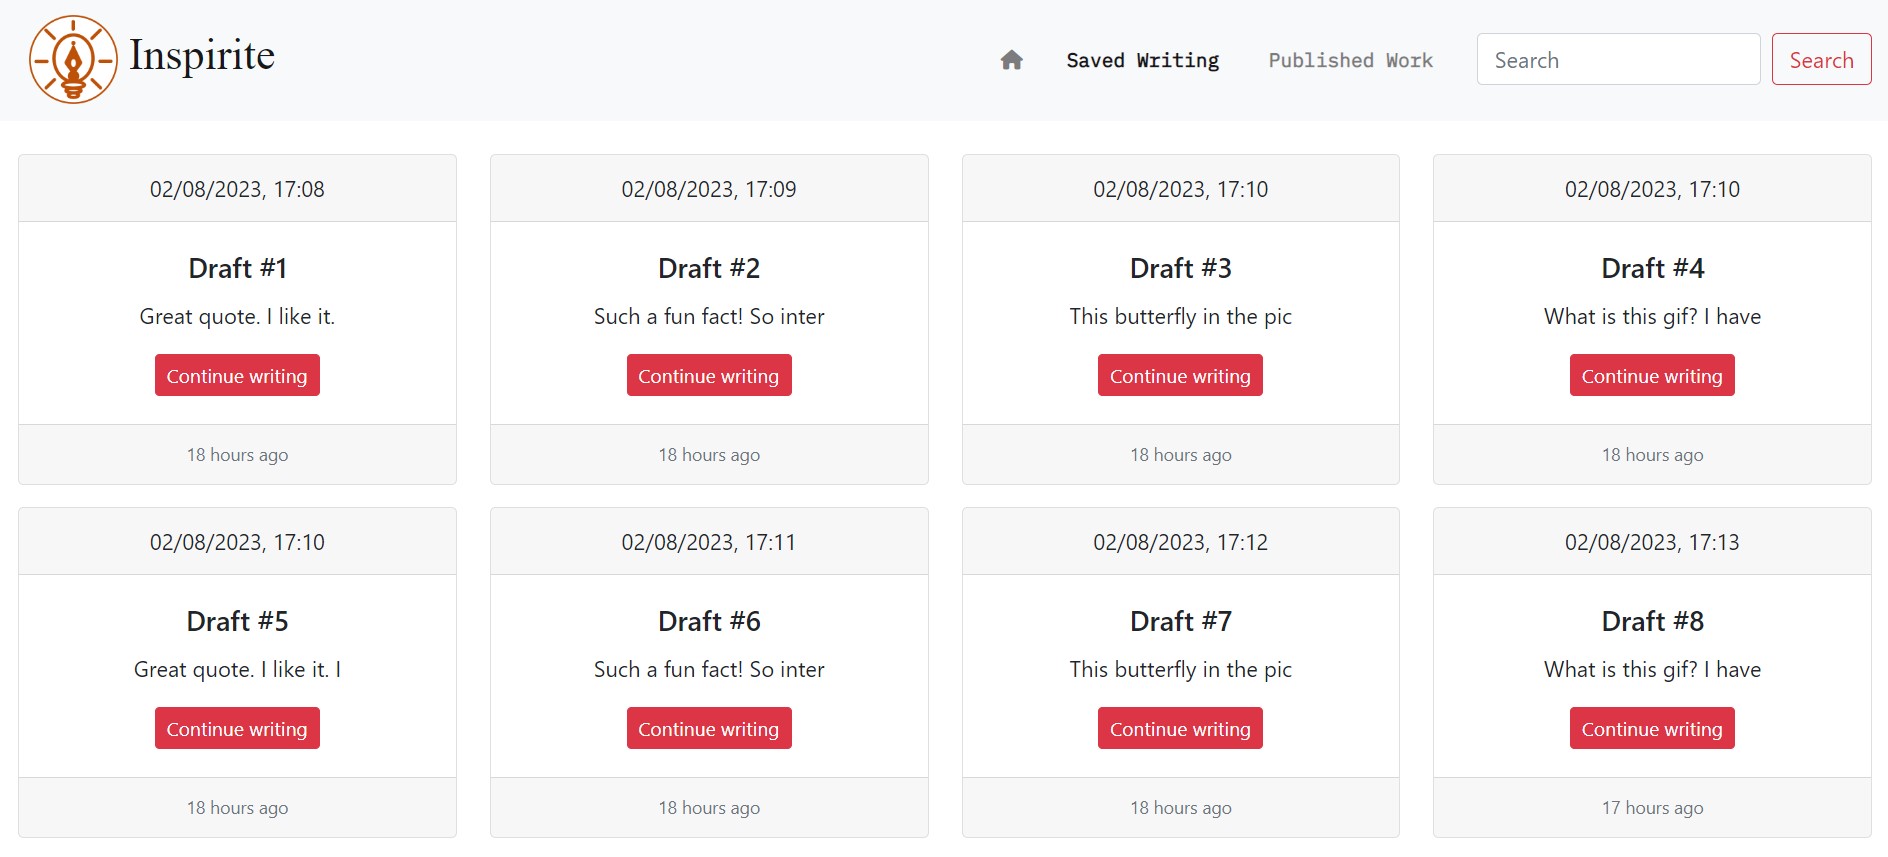 Inspirite
Saved Writing
Published Work
Search
Search
02/08/2023, 17:08
Draft #1
Great quote. I like it.
Continue writing
18 hours ago
02/08/2023, 17:09
Draft #2
Such a fun fact! So inter
Continue writing
18 hours ago
02/08/2023, 17:10
Draft #3
This butterfly in the pic
Continue writing
18 hours ago
02/08/2023, 17:10
Draft #4
What is this gif? I have
Continue writing
18 hours ago
02/08/2023, 17:10
Draft #5
Great quote. I like it. I
Continue writing
18 hours ago
02/08/2023, 17:11
Draft #6
Such a fun fact! So inter
Continue writing
18 hours ago
02/08/2023, 17:12
Draft #7
This butterfly in the pic
Continue writing
18 hours ago
02/08/2023, 17:13
Draft #8
What is this gif? I have
Continue writing
17 hours ago